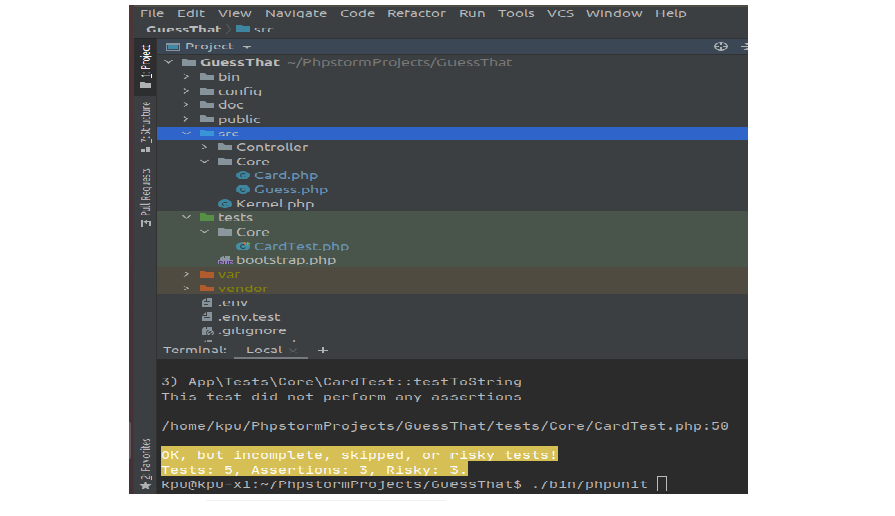 File Edit View Navigate Code Refactor Run Tools VCS Window Help
GuessThat src
Project
1: Project
GuessThat ~/PhpstormProjects/GuessThat
bin
config
doc
public
src
Z: Structure
Controller
Core
Card.php
Pull Requests
Guess.php
Kernel.php
tests
Core
CardTest.php
bootstrap.php
var
vendor
.env
.env.test
.gitignore
Terminal: Local +
3) App\Tests\Core\CardTest::testToString
This test did not perform any assertions
/home/kpu/PhpstormProjects/GuessThat/tests/Core/CardTest.php:50
2: Favorites
OK, but incomplete, skipped, or risky tests!
Tests: 5, Assertions: 3, Risky: 3.
kpu@kpu-x1:~/PhpstormProjects/GuessThat$ ./bin/phpunit